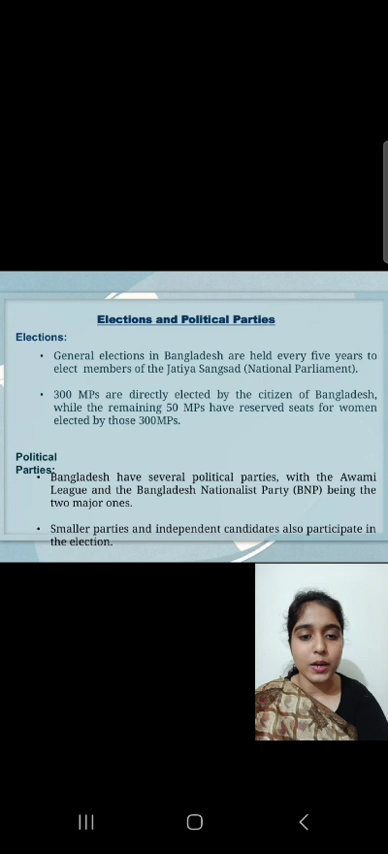 Elections and Political Parties
Elections:
• General elections in Bangladesh are held every five years to
elect members of the Jatiya Sangsad (National Parliament).
• 300 MPs are directly elected by the citizen of Bangladesh,
while the remaining 50 MPs have reserved seats for women
elected by those 300MPs.
Political
Parties:
• Bangladesh have several political parties, with the Awami
League and the Bangladesh Nationalist Party (BNP) being the
two major ones.
• Smaller parties and independent candidates also participate in
the election.